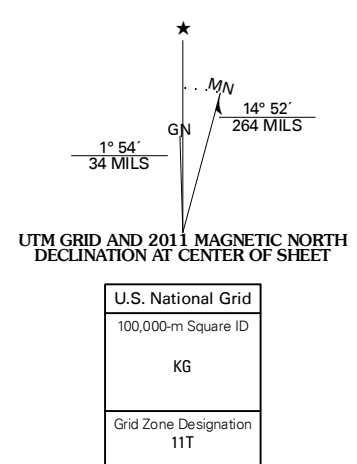 MN
14° 52´
264 MILS
GN
1° 54´
34 MILS
UTM GRID AND 2011 MAGNETIC NORTH
DECLINATION AT CENTER OF SHEET
U.S. National Grid
100,000-m Square ID
KG
Grid Zone Designation
11T